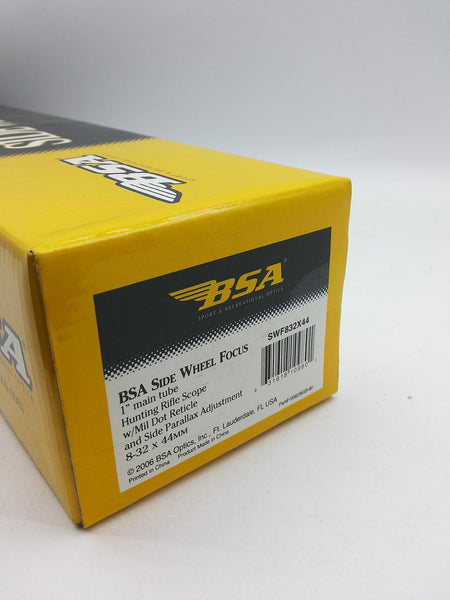 BSA
BSA
SPORT & RECREATIONAL OPTICS
SWF832X44
BSA SIDE WHEEL FOCUS
1" main tube
Hunting Rifle Scope
w/Mil Dot Reticle
and Side Parallax Adjustment
8-32 X 44MM
© 2006 BSA Optics, Inc., Ft. Lauderdale, FL USA
Printed in China Product Made in China